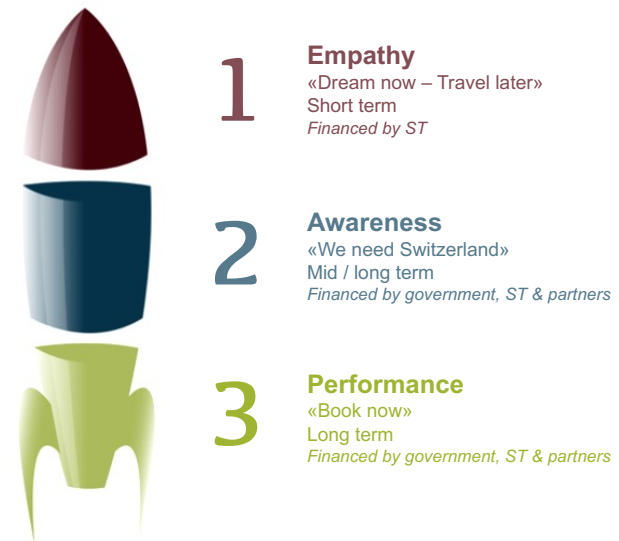 1
Empathy
«Dream now – Travel later»
Short term
Financed by ST
2
Awareness
«We need Switzerland»
Mid / long term
Financed by government, ST & partners
3
Performance
«Book now»
Long term
Financed by government, ST & partners